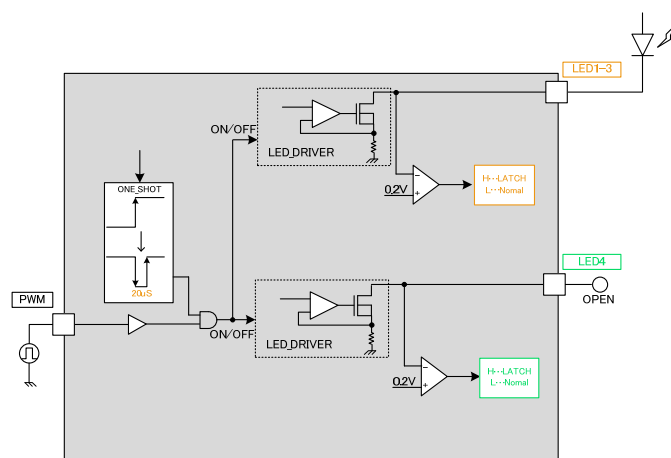 LED1-3
ON/OFF
LED_DRIVER
ONE_SHOT
0.2V
H···LATCH
L···Nomal
20uS
LED4
PWM
OPEN
ON/OFF
LED_DRIVER
0.2V
H···LATCH
L···Nomal